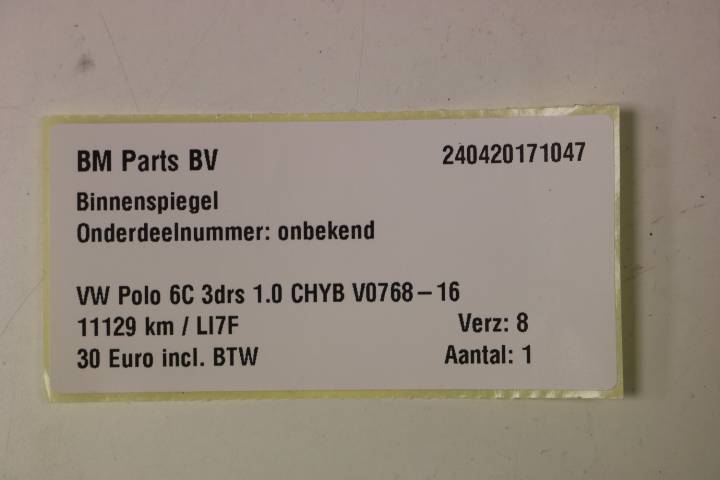 BM Parts BV 240420171047
Binnenspiegel
Onderdeelnummer: onbekend
VW Polo 6C 3drs 1.0 CHYB V0768-16
11129 km / LI7F Verz: 8
30 Euro incl. BTW Aantal: 1